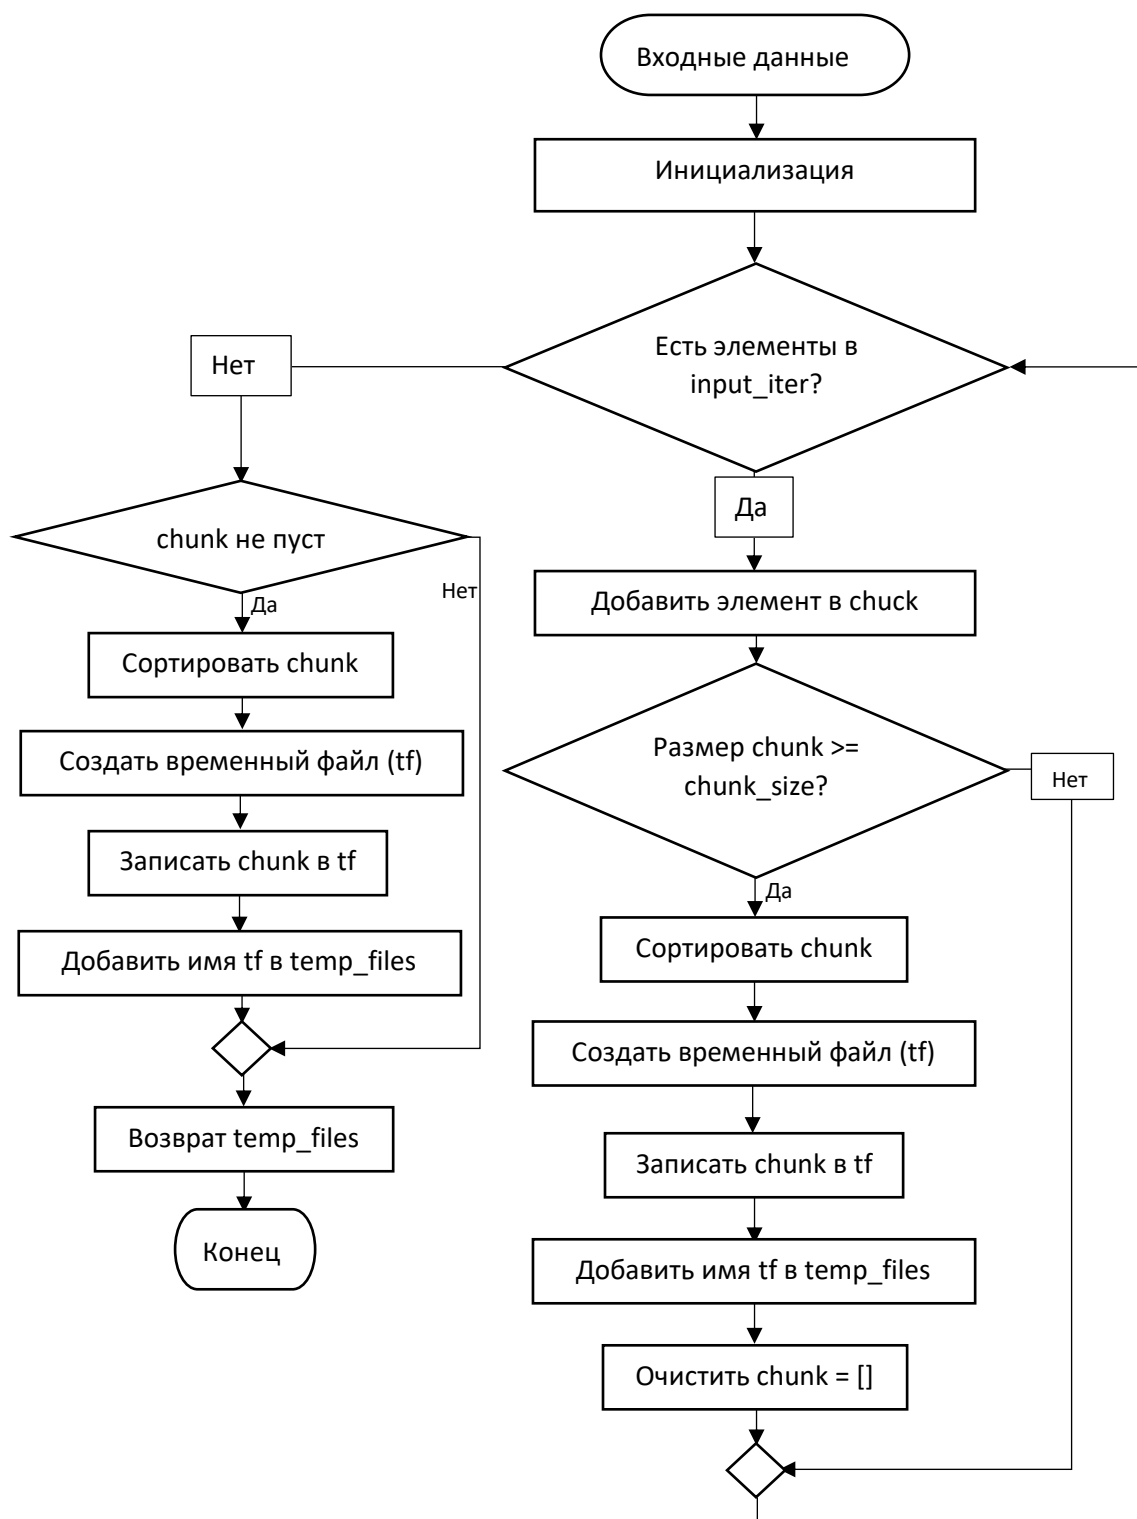 Входные данные
Инициализация
Есть элементы в
input_iter?
Нет
Да
chunk не пуст
Да
Нет
Сортировать chunk
Создать временный файл (tf)
Записать chunk в tf
Добавить имя tf в temp_files
Возврат temp_files
Конец
Добавить элемент в chuck
Размер chunk >=
chunk_size?
Нет
Да
Сортировать chunk
Создать временный файл (tf)
Записать chunk в tf
Добавить имя tf в temp_files
Очистить chunk = []